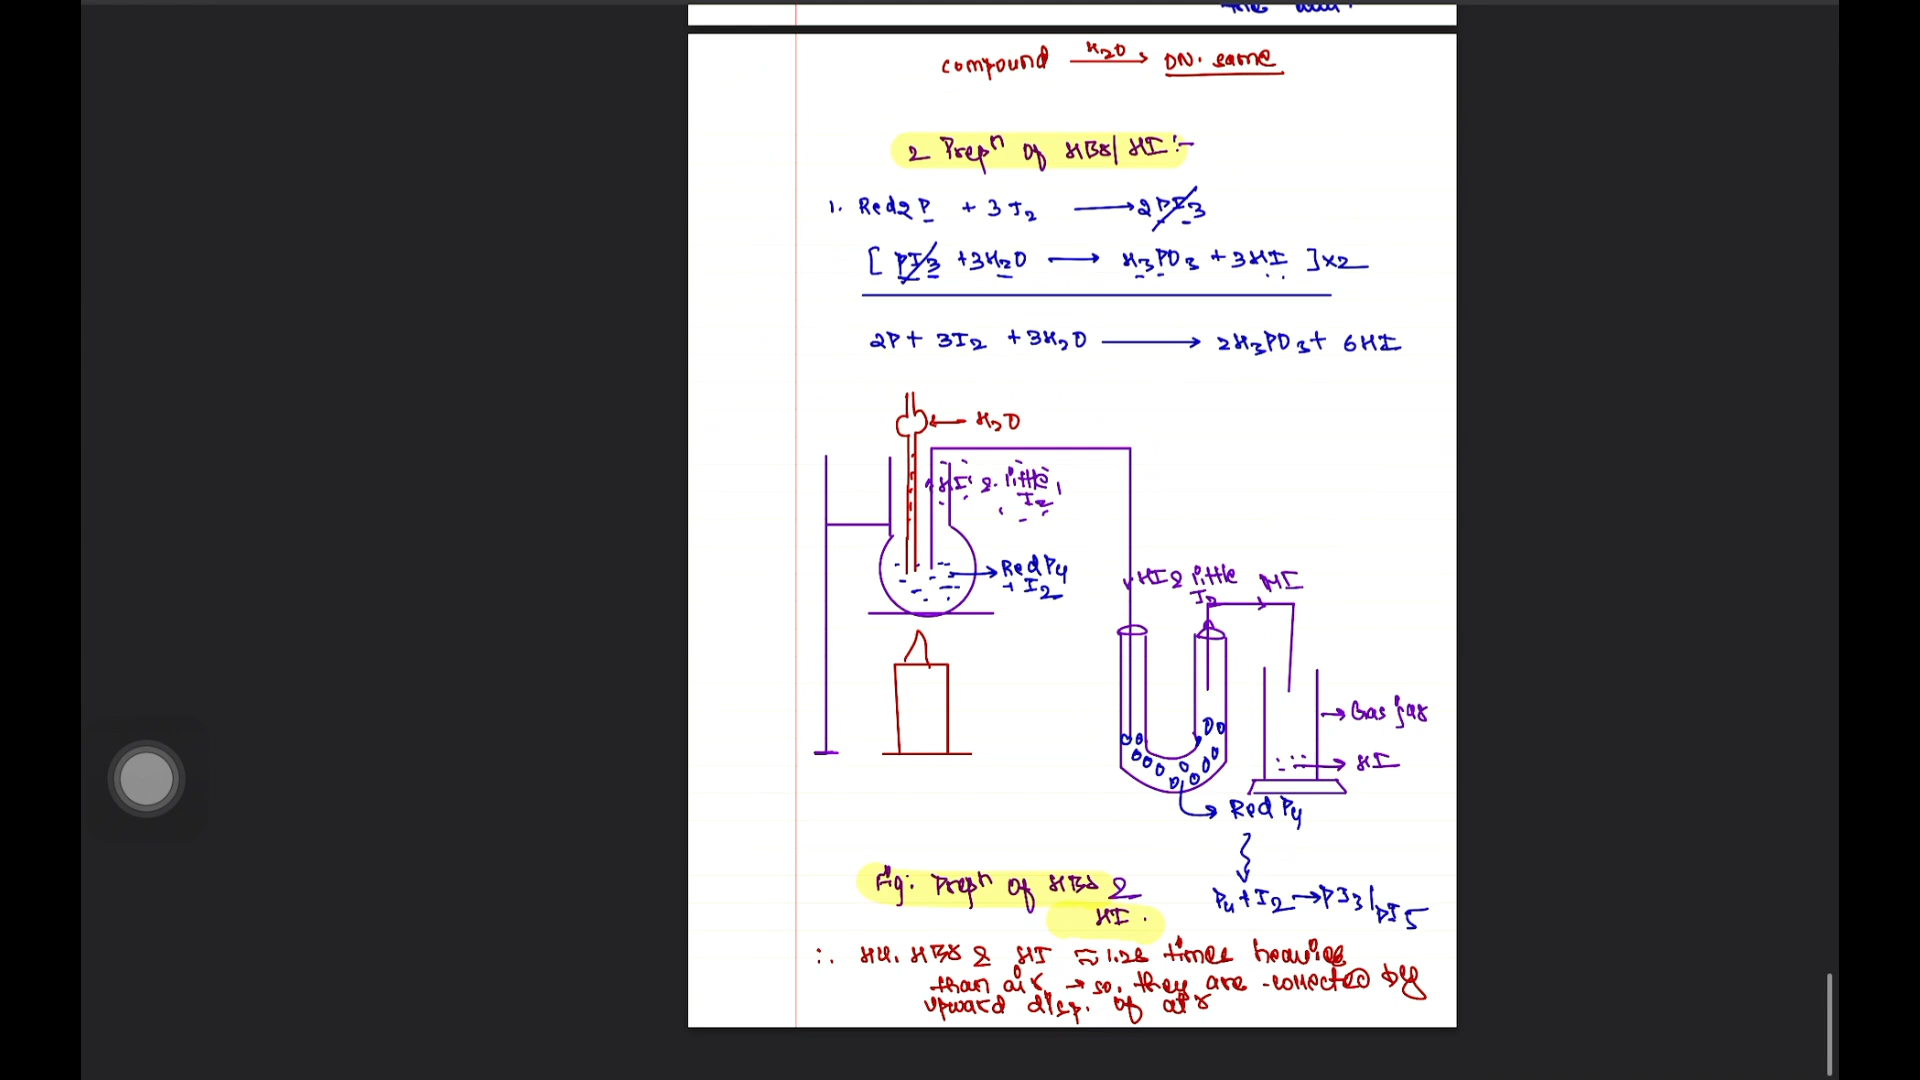 compound H₂O → ON. same
2 Prepⁿ of HBr/HI:-
1. Red 2P + 3I₂ → 2PI₃
[PI₃ + 3H₂O → H₃PO₃ + 3HI] x2
2P + 3I₂ + 3H₂O → 2H₃PO₃ + 6HI
← H₂O
HI & little
I₂
→ Red P₄
+ I₂
HI & little
I₂
HI
→ Gas jar
→ HI
→ Red P₄
Fig: Prepⁿ of HBr &
HI.
P₄ + I₂ → PI₃/PI₅
∴ HCl, HBr & HI ≈ 1.28 times heavier
than air → so, they are collected by
upward disp. of air